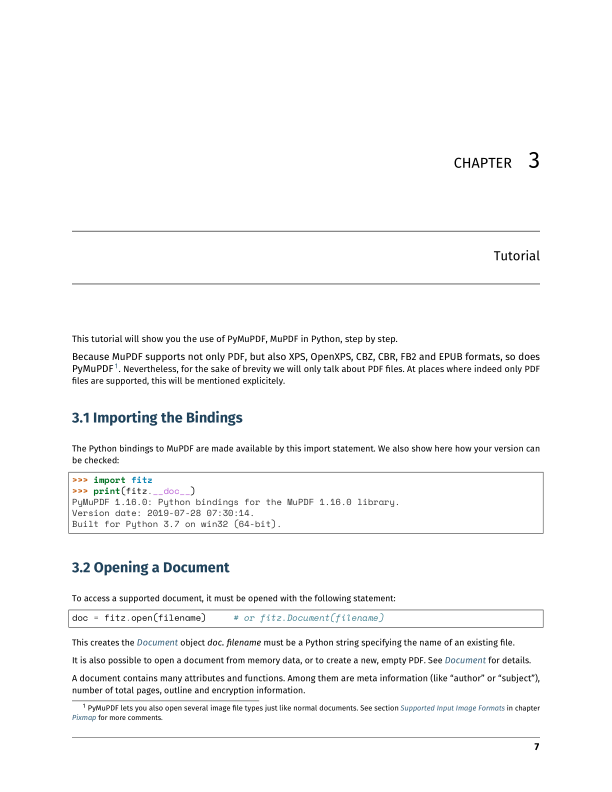 CHAPTER 3
Tutorial
This tutorial will show you the use of PyMuPDF, MuPDF in Python, step by step.
Because MuPDF supports not only PDF, but also XPS, OpenXPS, CBZ, CBR, FB2 and EPUB formats, so does
PyMuPDF¹. Nevertheless, for the sake of brevity we will only talk about PDF files. At places where indeed only PDF
files are supported, this will be mentioned explicitely.
3.1 Importing the Bindings
The Python bindings to MuPDF are made available by this import statement. We also show here how your version can
be checked:
>>> import fitz
>>> print(fitz.__doc__)
PyMuPDF 1.16.0: Python bindings for the MuPDF 1.16.0 library.
Version date: 2019-07-28 07:30:14.
Built for Python 3.7 on win32 (64-bit).
3.2 Opening a Document
To access a supported document, it must be opened with the following statement:
doc = fitz.open(filename) # or fitz.Document(filename)
This creates the Document object doc. filename must be a Python string specifying the name of an existing file.
It is also possible to open a document from memory data, or to create a new, empty PDF. See Document for details.
A document contains many attributes and functions. Among them are meta information (like “author” or “subject”),
number of total pages, outline and encryption information.
¹ PyMuPDF lets you also open several image file types just like normal documents. See section Supported Input Image Formats in chapter
Pixmap for more comments.
7